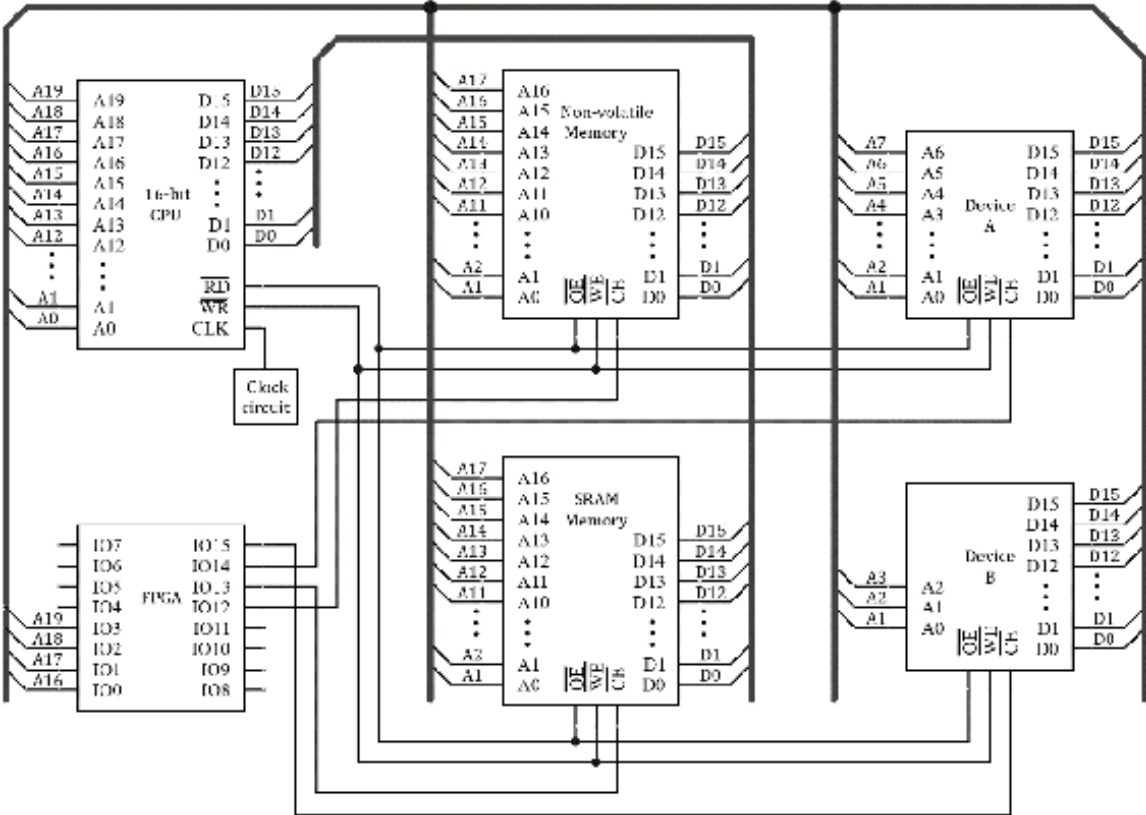 A19 A19 D15 D15
A18 A18 D14 D14
A17 A17 D13 D13
A16 A16 D12 D12
A15 A15
A14 A14
A13 A13 D1 D1
A12 A12 D0 D0
16-bit
CPU
RD
A1 A1 WR
A0 A0 CLK
Clock
circuit
A17 A16
A16 A15
A15 A14
A14 A13 D15 D15
A13 A12 D14 D14
A12 A11 D13 D13
A11 A10 D12 D12
Non-volatile
Memory
A2 A1 D1 D1
A1 A0 D0 D0
OE WE CE
A7 A6 D15 D15
A6 A5 D14 D14
A5 A4 D13 D13
A4 A3 D12 D12
Device
A
A2 A1 D1 D1
A1 A0 D0 D0
OE WE CE
IO7 IO15
IO6 IO14
IO5 IO13
IO4 FPGA IO12
A19 IO3 IO11
A18 IO2 IO10
A17 IO1 IO9
A16 IO0 IO8
A17 A16
A16 A15
A15 A14
A14 A13 D15 D15
A13 A12 D14 D14
A12 A11 D13 D13
A11 A10 D12 D12
SRAM
Memory
A2 A1 D1 D1
A1 A0 D0 D0
OE WE CE
D15 D15
D14 D14
D13 D13
D12 D12
Device
B
A3 A2
A2 A1
A1 A0
D1 D1
D0 D0
OE WE CE